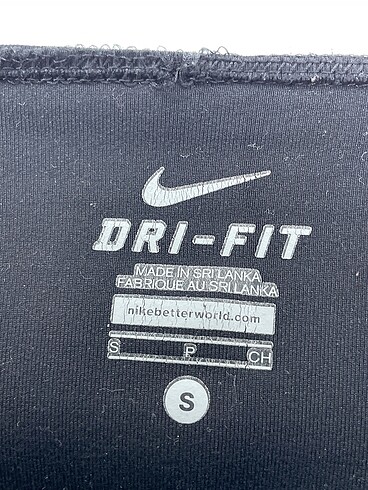 DRI-FIT
MADE IN SRI LANKA
FABRIQUE AU SRI LANKA
nikebetterworld.com
S P CH
S